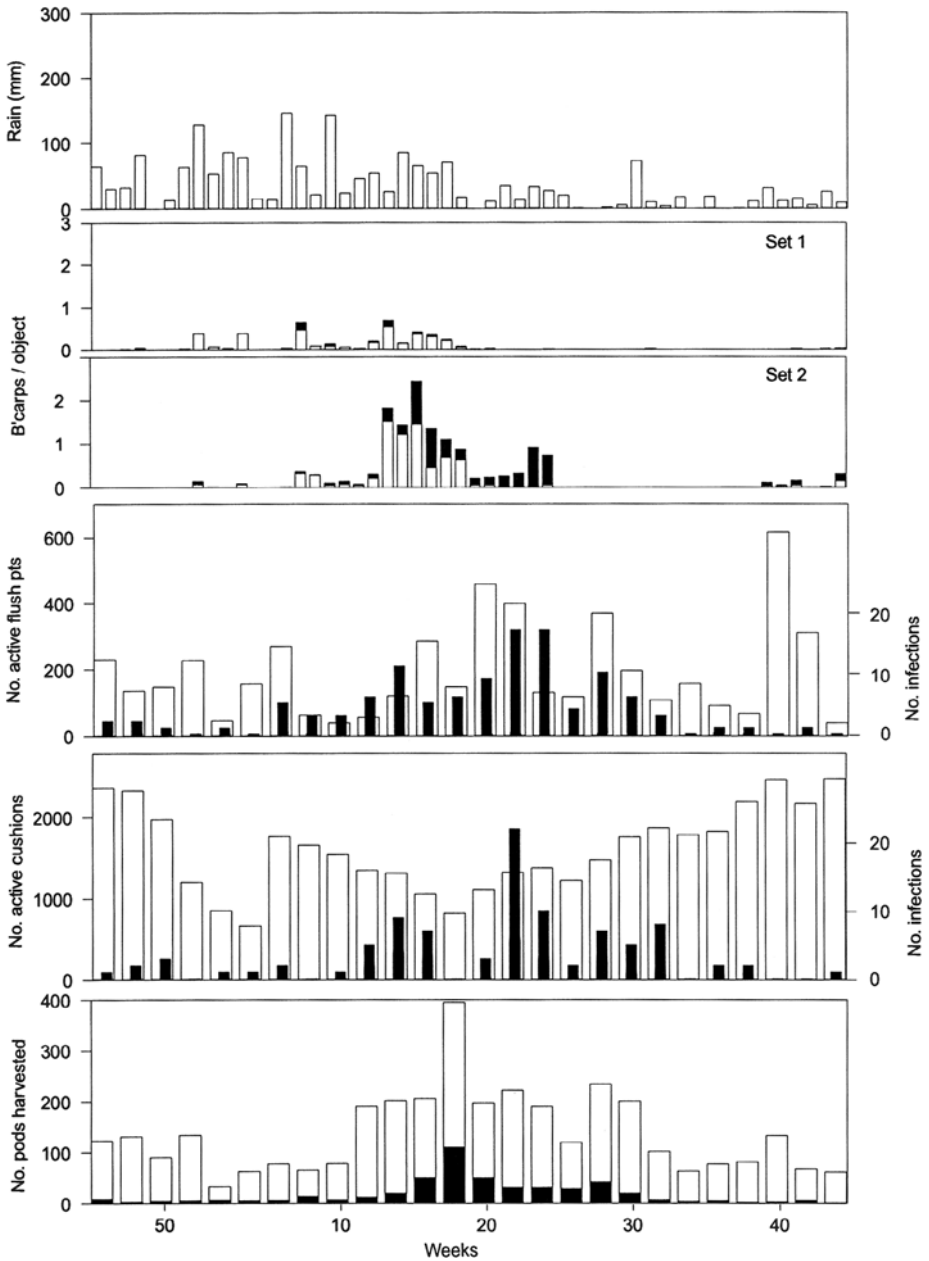 300
200
100
0
Rain (mm)
3
2
1
0
Set 1
B'carps / object
2
1
0
Set 2
600
400
200
0
No. active flush pts
20
10
0
No. infections
2000
1000
0
No. active cushions
20
10
0
No. infections
400
300
200
100
0
No. pods harvested
50 10 20 30 40
Weeks